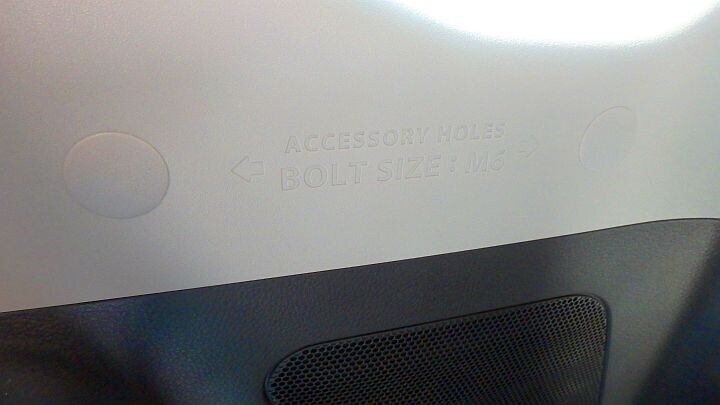 ACCESSORY HOLES
BOLT SIZE : M6